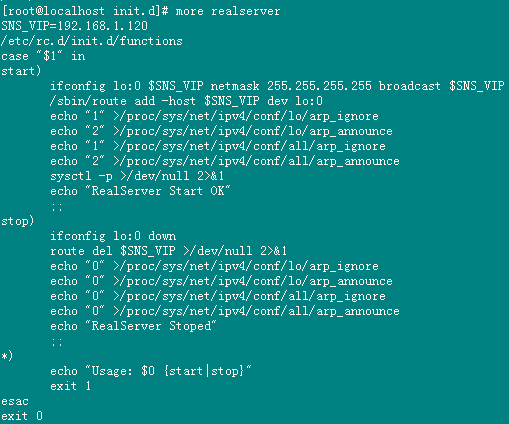 [root@localhost init.d]# more realserver
SNS_VIP=192.168.1.120
/etc/rc.d/init.d/functions
case "$1" in
start)
       ifconfig lo:0 $SNS_VIP netmask 255.255.255.255 broadcast $SNS_VIP
       /sbin/route add -host $SNS_VIP dev lo:0
       echo "1" >/proc/sys/net/ipv4/conf/lo/arp_ignore
       echo "2" >/proc/sys/net/ipv4/conf/lo/arp_announce
       echo "1" >/proc/sys/net/ipv4/conf/all/arp_ignore
       echo "2" >/proc/sys/net/ipv4/conf/all/arp_announce
       sysctl -p >/dev/null 2>&1
       echo "RealServer Start OK"
       ;;
stop)
       ifconfig lo:0 down
       route del $SNS_VIP >/dev/null 2>&1
       echo "0" >/proc/sys/net/ipv4/conf/lo/arp_ignore
       echo "0" >/proc/sys/net/ipv4/conf/lo/arp_announce
       echo "0" >/proc/sys/net/ipv4/conf/all/arp_ignore
       echo "0" >/proc/sys/net/ipv4/conf/all/arp_announce
       echo "RealServer Stoped"
       ;;
*)
       echo "Usage: $0 {start|stop}"
       exit 1
esac
exit 0